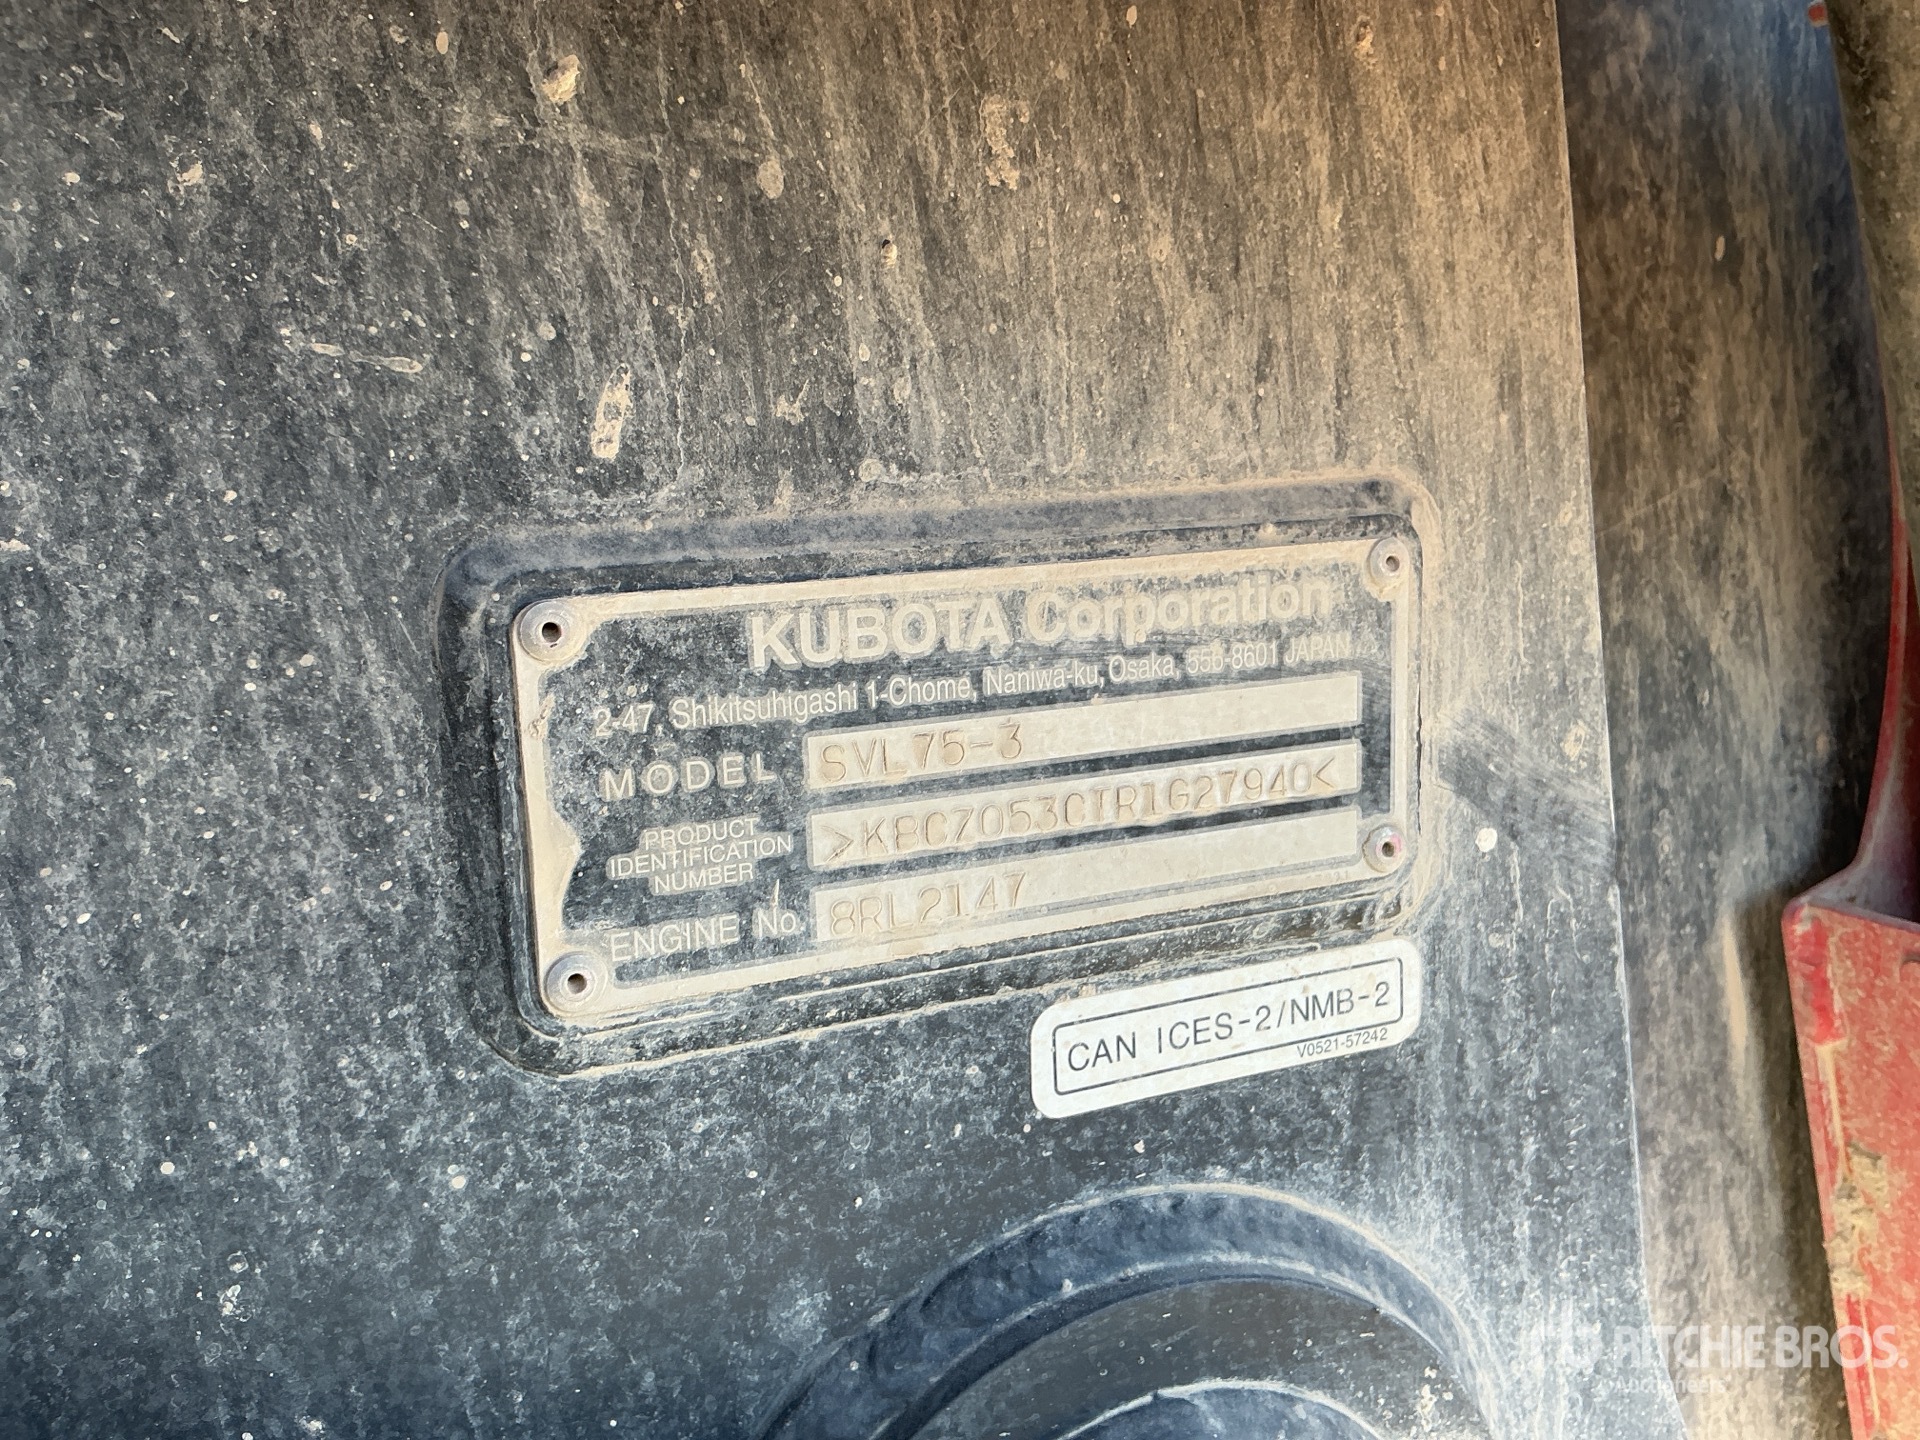 KUBOTA Corporation
2-47, Shikitsuhigashi 1-Chome, Naniwa-ku, Osaka, 556-8601 JAPAN
MODEL SVL75-3
PRODUCT IDENTIFICATION NUMBER >KBCZ053CTR1G27940<
ENGINE No. 8RL2147
CAN ICES-2/NMB-2
V0521-57242
RITCHIE BROS.
Auctioneers